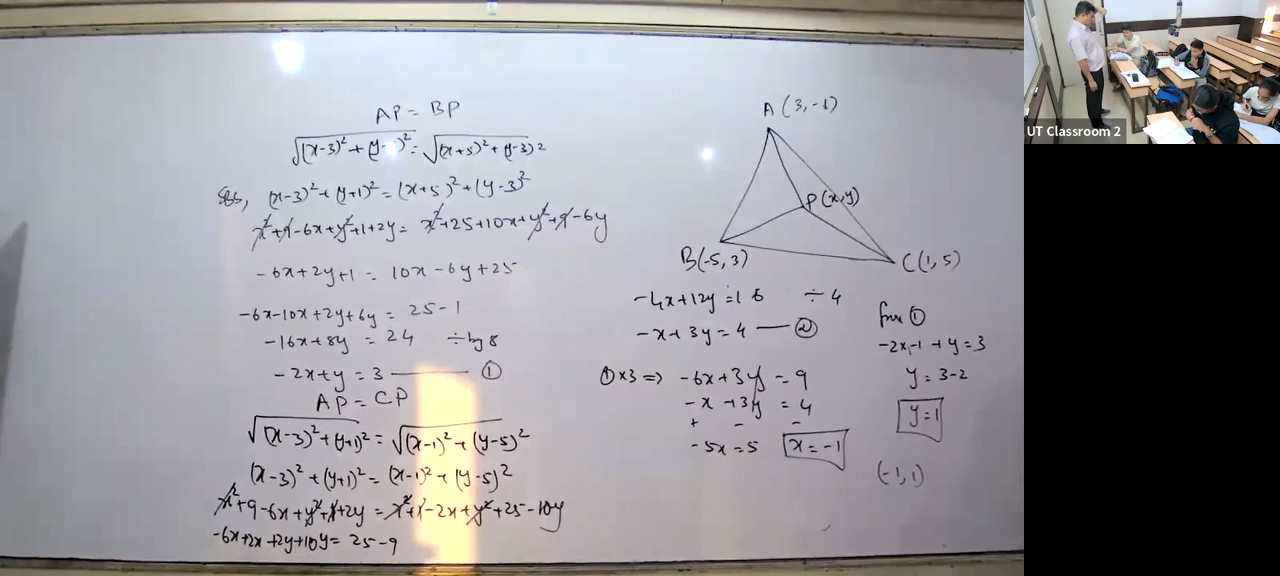 AP = BP
√(x-3)²+(y-1)² = √(x+5)²+(y-3)2
SBS, (x-3)²+(y+1)² = (x+5)²+(y-3)²
x²+9-6x+y²+1+2y = x²+25+10x+y²+9-6y
-6x+2y+1 = 10x-6y+25
-6x-10x+2y+6y = 25-1
-16x+8y = 24 ÷by 8
-2x+y = 3 —— ①
AP = CP
√(x-3)²+(y+1)² = √(x-1)²+(y-5)²
(x-3)²+(y+1)² = (x-1)²+(y-5)²
x²+9-6x+y²+1+2y = x²+1-2x+y²+25-10y
-6x+2x+2y+10y = 25-9
A(3,-1)
P(x,y)
B(-5,3)
C(1,5)
-4x+12y=16 ÷4
-x+3y=4 —— ②
①×3 => -6x+3y = 9
-x+3y = 4
+ - -
-5x=5 x=-1
from ①
-2x-1+y=3
y=3-2
y=1
(-1,1)
UT Classroom 2